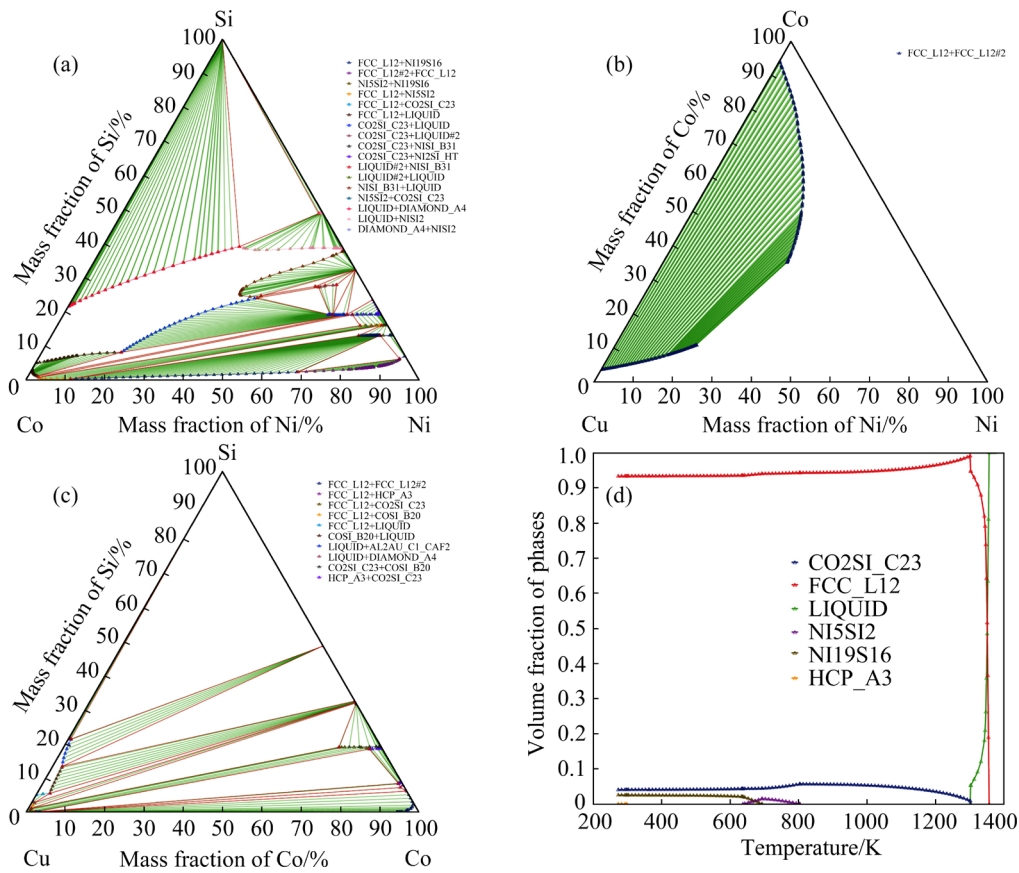 Si
100
(a)
90
80
70
60
50
40
30
20
10
0
Mass fraction of Si/%
FCC_L12+NI19S16
FCC_L12#2+FCC_L12
NI5SI2+NI19SI6
FCC_L12+NI5SI2
FCC_L12+CO2SI_C23
FCC_L12+LIQUID
CO2SI_C23+LIQUID
CO2SI_C23+LIQUID#2
CO2SI_C23+NISI_B31
CO2SI_C23+NI2SI_HT
LIQUID#2+NISI_B31
LIQUID#2+LIQUID
NISI_B31+LIQUID
NI5SI2+CO2SI_C23
LIQUID+DIAMOND_A4
LIQUID+NISI2
DIAMOND_A4+NISI2
10 20 30 40 50 60 70 80 90 100
Co Mass fraction of Ni/% Ni
Co
100
(b)
90
80
70
60
50
40
30
20
10
0
Mass fraction of Co/%
FCC_L12+FCC_L12#2
10 20 30 40 50 60 70 80 90 100
Cu Mass fraction of Ni/% Ni
Si
100
(c)
90
80
70
60
50
40
30
20
10
0
Mass fraction of Si/%
FCC_L12+FCC_L12#2
FCC_L12+HCP_A3
FCC_L12+CO2SI_C23
FCC_L12+COSI_B20
FCC_L12+LIQUID
COSI_B20+LIQUID
LIQUID+AL2AU_C1_CAF2
LIQUID+DIAMOND_A4
CO2SI_C23+COSI_B20
HCP_A3+CO2SI_C23
10 20 30 40 50 60 70 80 90 100
Cu Mass fraction of Co/% Co
1.0
(d)
0.9
0.8
0.7
0.6
0.5
0.4
0.3
0.2
0.1
0
Volume fraction of phases
CO2SI_C23
FCC_L12
LIQUID
NI5SI2
NI19S16
HCP_A3
200 400 600 800 1000 1200 1400
Temperature/K